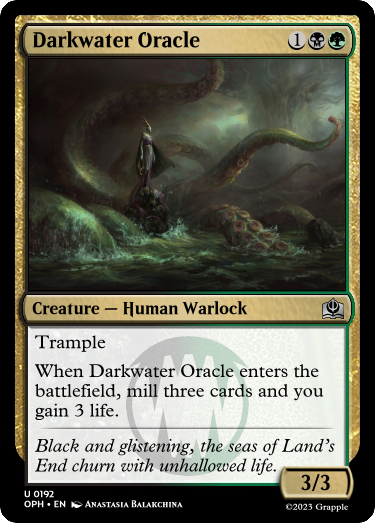 Darkwater Oracle 1
Creature — Human Warlock
Trample
When Darkwater Oracle enters the
battlefield, mill three cards and you
gain 3 life.
Black and glistening, the seas of Land's
End churn with unhallowed life.
3/3
U 0192
OPH • EN Anastasia Balakchina
©2023 Grapple